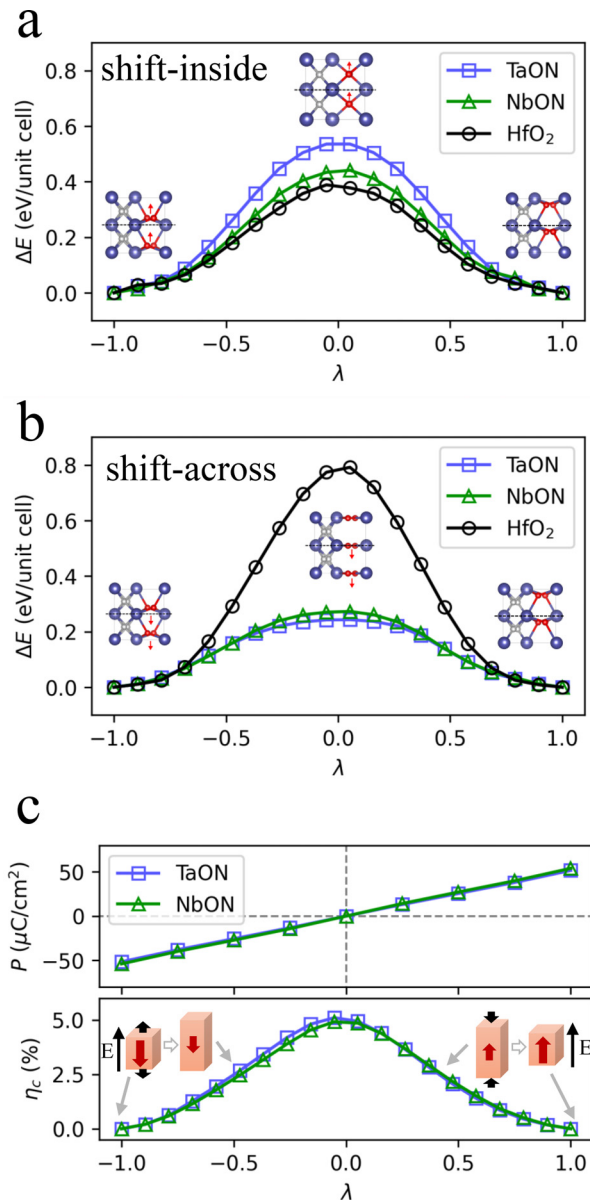 a
shift-inside
TaON
NbON
HfO₂
ΔE (eV/unit cell)
0.8
0.6
0.4
0.2
0.0
−1.0 −0.5 0.0 0.5 1.0
λ
b
shift-across
TaON
NbON
HfO₂
ΔE (eV/unit cell)
0.8
0.6
0.4
0.2
0.0
−1.0 −0.5 0.0 0.5 1.0
λ
c
TaON
NbON
P (μC/cm²)
50
0
−50
ηc (%)
5.0
2.5
0.0
E
E
−1.0 −0.5 0.0 0.5 1.0
λ